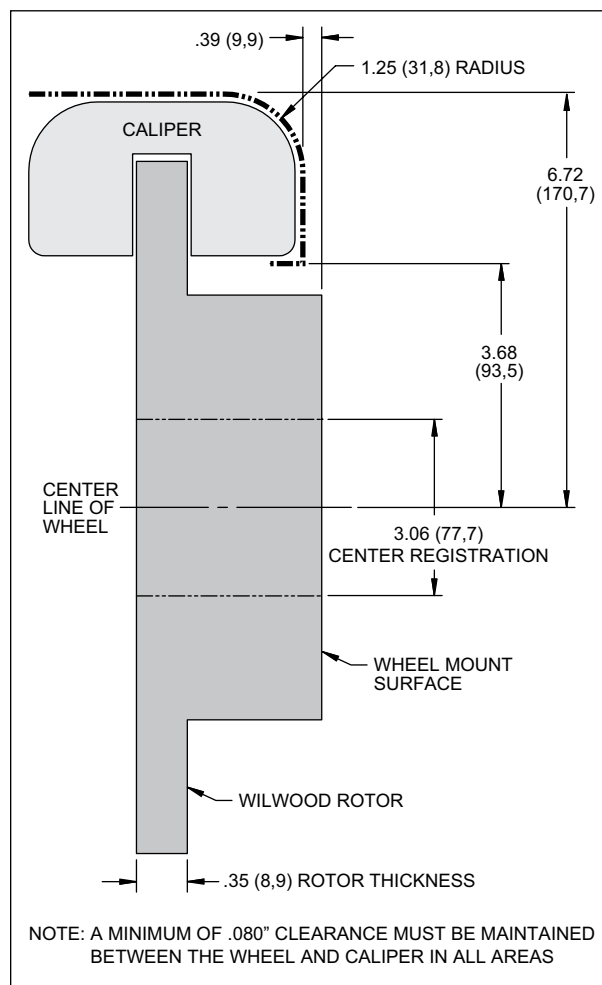 .39 (9,9)
1.25 (31,8) RADIUS
CALIPER
6.72
(170,7)
3.68
(93,5)
CENTER
LINE OF
WHEEL
3.06 (77,7)
CENTER REGISTRATION
WHEEL MOUNT
SURFACE
WILWOOD ROTOR
.35 (8,9) ROTOR THICKNESS
NOTE: A MINIMUM OF .080” CLEARANCE MUST BE MAINTAINED
BETWEEN THE WHEEL AND CALIPER IN ALL AREAS